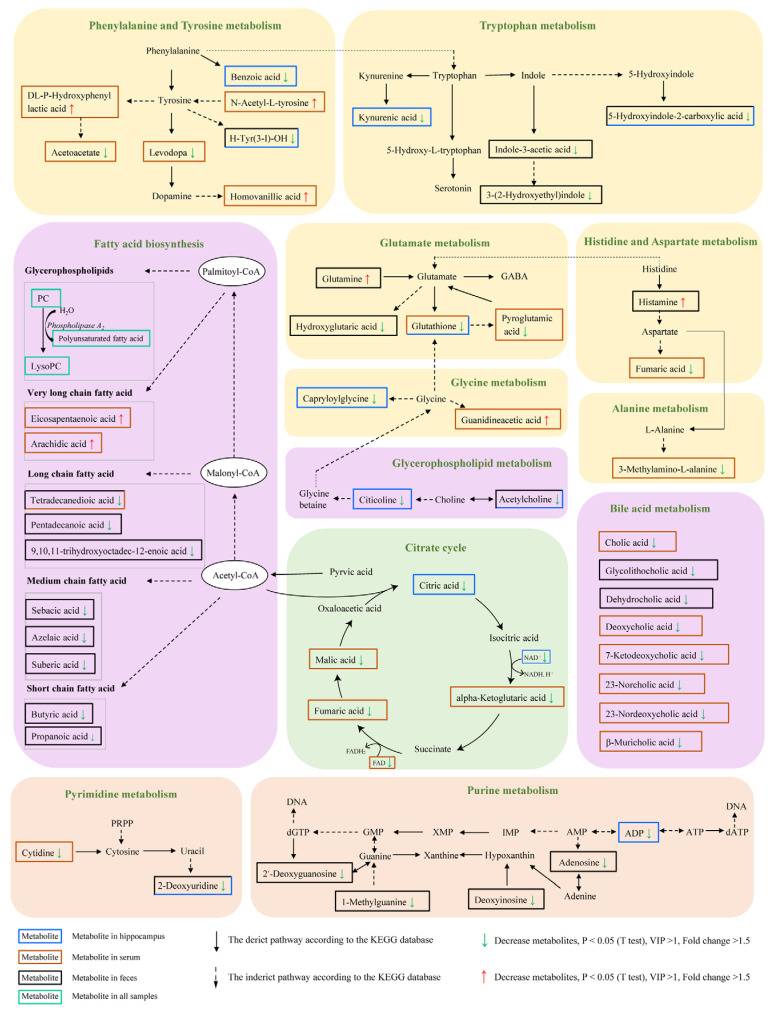 Phenylalanine and Tyrosine metabolism
Phenylalanine
Benzoic acid ↓
DL-P-Hydroxyphenyl
lactic acid ↑
Tyrosine
N-Acetyl-L-tyrosine ↑
H-Tyr(3-I)-OH ↓
Acetoacetate ↓
Levodopa ↓
Dopamine
Homovanillic acid ↑
Tryptophan metabolism
Kynurenine
Tryptophan
Indole
5-Hydroxyindole
Kynurenic acid ↓
5-Hydroxyindole-2-carboxylic acid ↓
5-Hydroxy-L-tryptophan
Indole-3-acetic acid ↓
Serotonin
3-(2-Hydroxyethyl)indole ↓
Fatty acid biosynthesis
Glycerophospholipids
Palmitoyl-CoA
PC
H₂O
Phospholipase A₂
Polyunsaturated fatty acid
LysoPC
Very long chain fatty acid
Eicosapentaenoic acid ↑
Arachidic acid ↑
Long chain fatty acid
Malonyl-CoA
Tetradecanedioic acid ↓
Pentadecanoic acid ↓
9,10,11-trihydroxyoctadec-12-enoic acid ↓
Medium chain fatty acid
Acetyl-CoA
Sebacic acid ↓
Azelaic acid ↓
Suberic acid ↓
Short chain fatty acid
Butyric acid ↓
Propanoic acid ↓
Glutamate metabolism
Glutamine ↑
Glutamate
GABA
Hydroxyglutaric acid ↓
Glutathione ↓
Pyroglutamic
acid ↓
Glycine metabolism
Capryloylglycine ↓
Glycine
Guanidineacetic acid ↑
Glycerophospholipid metabolism
Glycine
betaine
Citicoline ↓
Choline
Acetylcholine ↓
Histidine and Aspartate metabolism
Histidine
Histamine ↑
Aspartate
Fumaric acid ↓
Alanine metabolism
L-Alanine
3-Methylamino-L-alanine ↓
Citrate cycle
Pyrvic acid
Citric acid ↓
Oxaloacetic acid
Isocitric acid
NAD⁺ ↓
NADH, H⁺
Malic acid ↓
alpha-Ketoglutaric acid ↓
Fumaric acid ↓
Succinate
FADH₂
FAD ↓
Bile acid metabolism
Cholic acid ↓
Glycolithocholic acid ↓
Dehydrocholic acid ↓
Deoxycholic acid ↓
7-Ketodeoxycholic acid ↓
23-Norcholic acid ↓
23-Nordeoxycholic acid ↓
β-Muricholic acid ↓
Pyrimidine metabolism
PRPP
Cytidine ↓
Cytosine
Uracil
2-Deoxyuridine ↓
Purine metabolism
DNA
DNA
dGTP
GMP
XMP
IMP
AMP
ADP ↓
ATP
dATP
2'-Deoxyguanosine ↓
Guanine
Xanthine
Hypoxanthin
Adenosine ↓
1-Methylguanine ↓
Deoxyinosine ↓
Adenine
Metabolite
Metabolite in hippocampus
The derict pathway according to the KEGG database
↓ Decrease metabolites, P < 0.05 (T test), VIP >1, Fold change >1.5
Metabolite
Metabolite in serum
Metabolite
Metabolite in feces
The inderict pathway according to the KEGG database
↑ Decrease metabolites, P < 0.05 (T test), VIP >1, Fold change >1.5
Metabolite
Metabolite in all samples